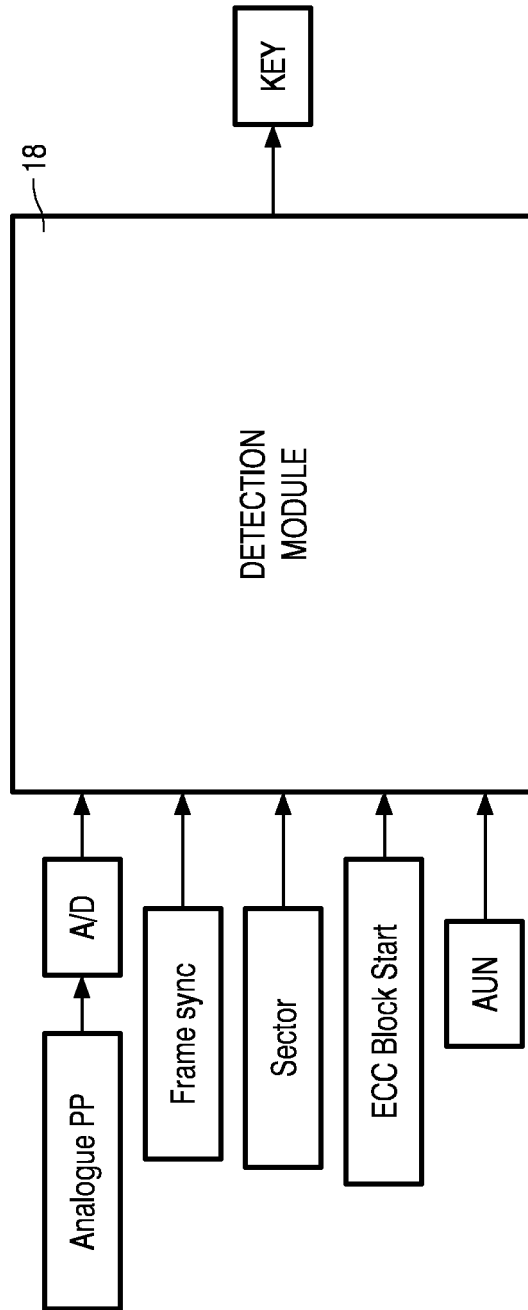 Analogue PP
A/D
Frame sync
Sector
ECC Block Start
AUN
DETECTION
MODULE
18
KEY